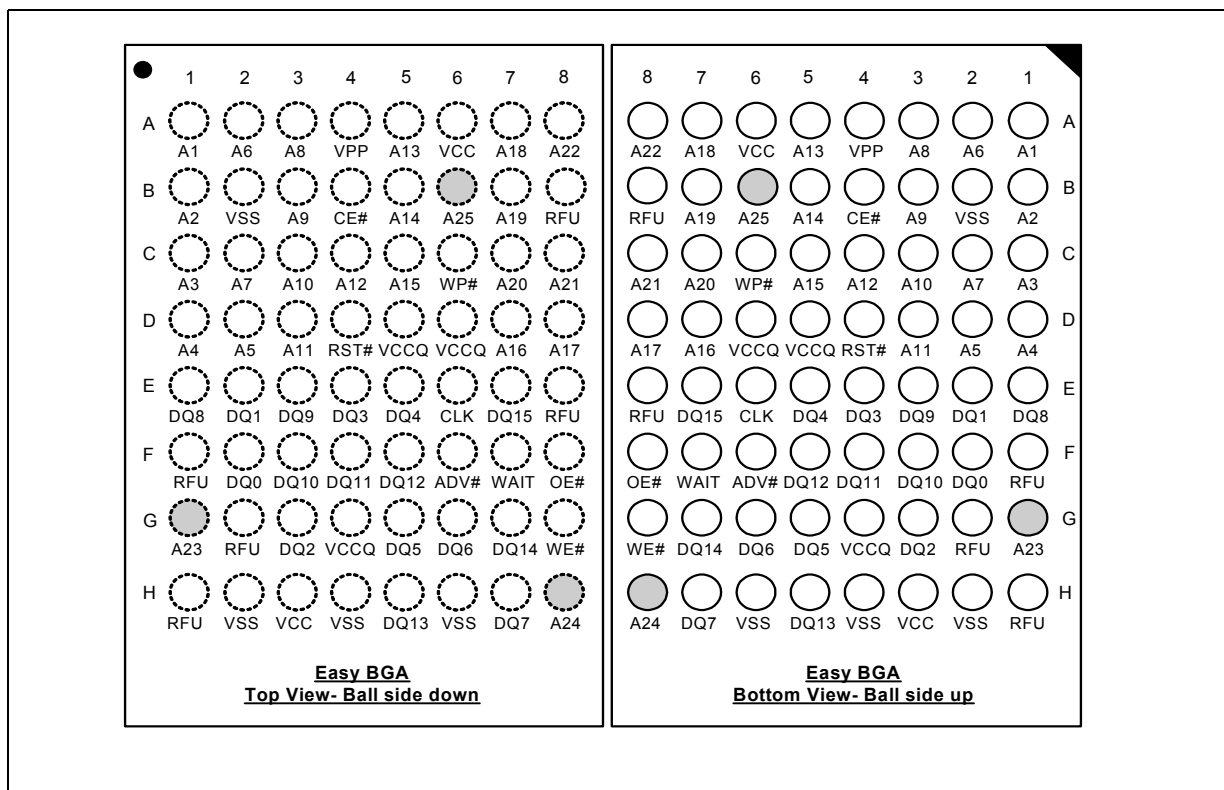 1 2 3 4 5 6 7 8
A
A1 A6 A8 VPP A13 VCC A18 A22
B
A2 VSS A9 CE# A14 A25 A19 RFU
C
A3 A7 A10 A12 A15 WP# A20 A21
D
A4 A5 A11 RST# VCCQ VCCQ A16 A17
E
DQ8 DQ1 DQ9 DQ3 DQ4 CLK DQ15 RFU
F
RFU DQ0 DQ10 DQ11 DQ12 ADV# WAIT OE#
G
A23 RFU DQ2 VCCQ DQ5 DQ6 DQ14 WE#
H
RFU VSS VCC VSS DQ13 VSS DQ7 A24
Easy BGA
Top View- Ball side down
8 7 6 5 4 3 2 1
A
A22 A18 VCC A13 VPP A8 A6 A1
B
RFU A19 A25 A14 CE# A9 VSS A2
C
A21 A20 WP# A15 A12 A10 A7 A3
D
A17 A16 VCCQ VCCQ RST# A11 A5 A4
E
RFU DQ15 CLK DQ4 DQ3 DQ9 DQ1 DQ8
F
OE# WAIT ADV# DQ12 DQ11 DQ10 DQ0 RFU
G
WE# DQ14 DQ6 DQ5 VCCQ DQ2 RFU A23
H
A24 DQ7 VSS DQ13 VSS VCC VSS RFU
Easy BGA
Bottom View- Ball side up